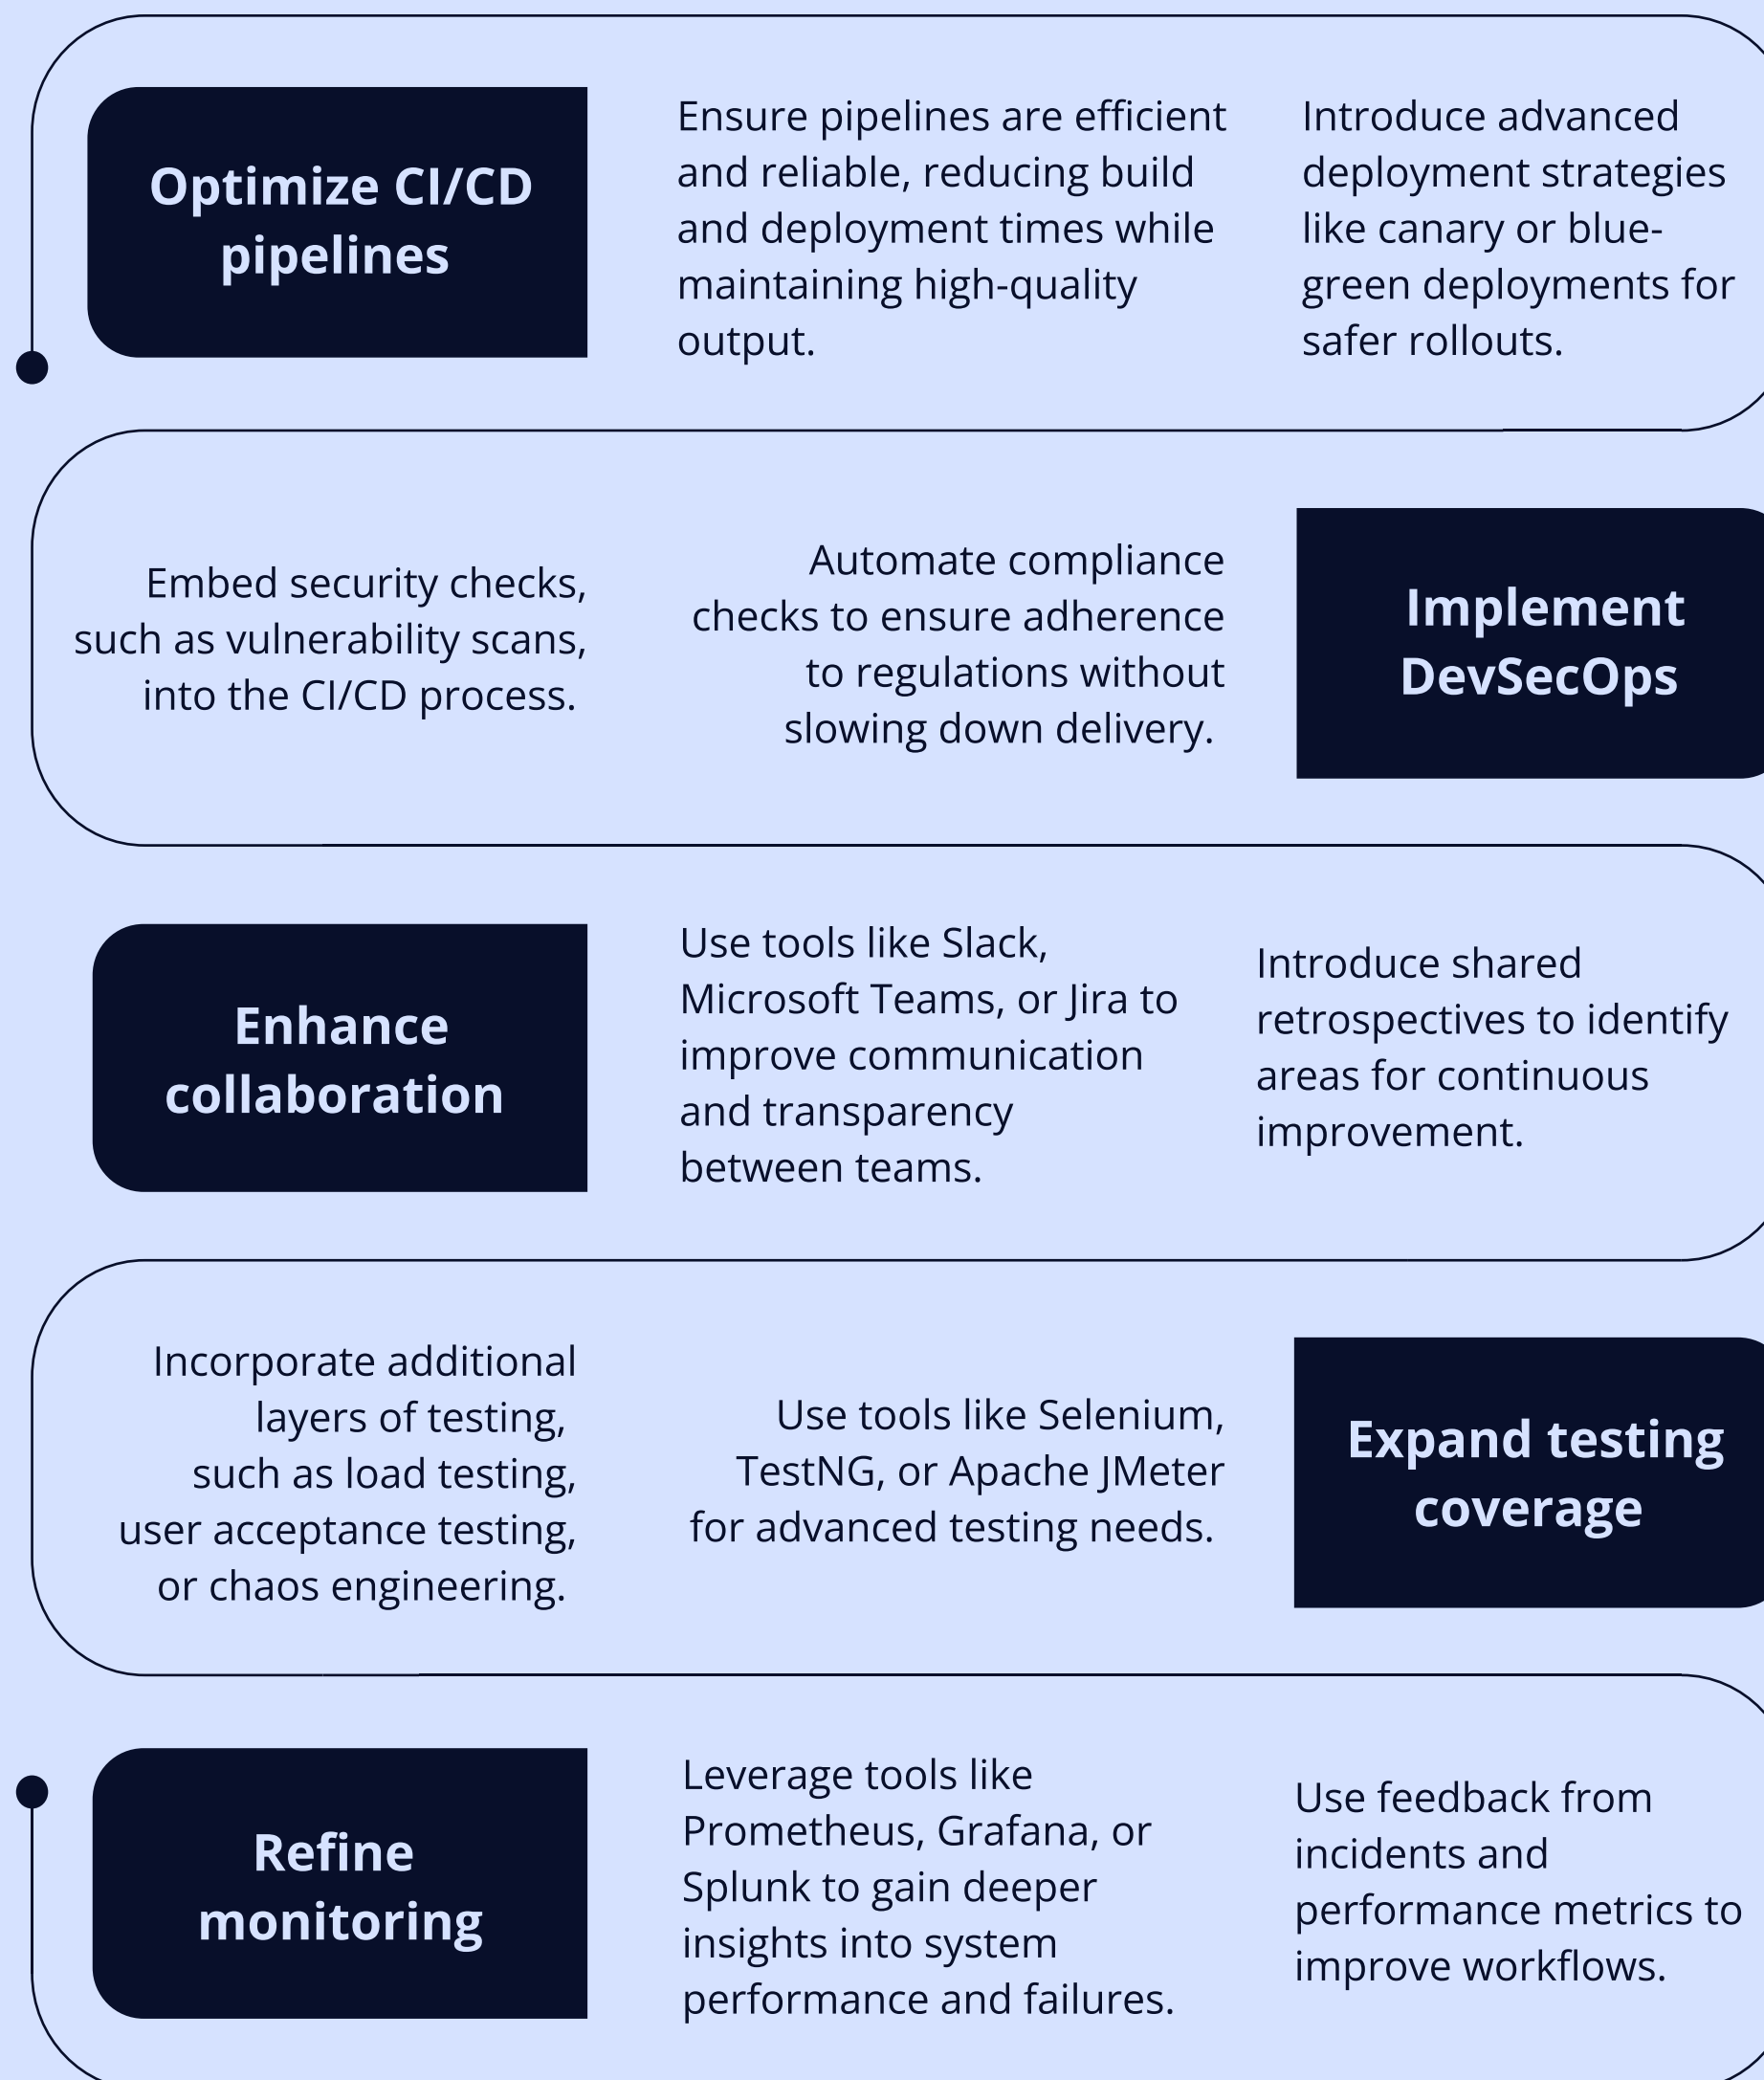 Optimize CI/CD
pipelines
Ensure pipelines are efficient
and reliable, reducing build
and deployment times while
maintaining high-quality
output.
Introduce advanced
deployment strategies
like canary or blue-
green deployments for
safer rollouts.
Embed security checks,
such as vulnerability scans,
into the CI/CD process.
Automate compliance
checks to ensure adherence
to regulations without
slowing down delivery.
Implement
DevSecOps
Enhance
collaboration
Use tools like Slack,
Microsoft Teams, or Jira to
improve communication
and transparency
between teams.
Introduce shared
retrospectives to identify
areas for continuous
improvement.
Incorporate additional
layers of testing,
such as load testing,
user acceptance testing,
or chaos engineering.
Use tools like Selenium,
TestNG, or Apache JMeter
for advanced testing needs.
Expand testing
coverage
Refine
monitoring
Leverage tools like
Prometheus, Grafana, or
Splunk to gain deeper
insights into system
performance and failures.
Use feedback from
incidents and
performance metrics to
improve workflows.